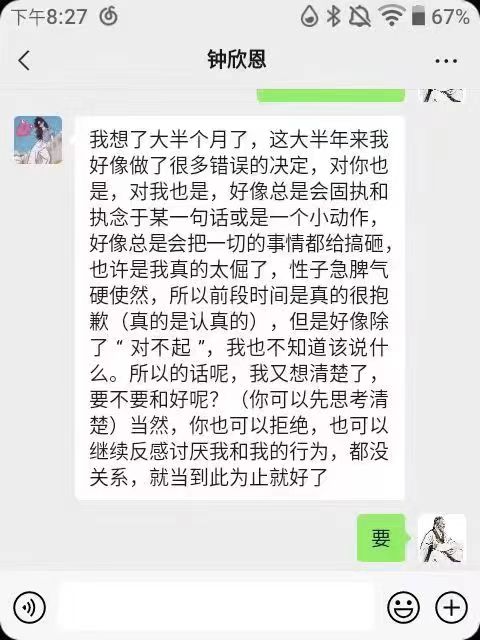 下午8:27
67%
钟欣恩
我想了大半个月了，这大半年来我
好像做了很多错误的决定，对你也
是，对我也是，好像总是会固执和
执念于某一句话或是一个小动作，
好像总是会把一切的事情都给搞砸，
也许是我真的太倔了，性子急脾气
硬使然，所以前段时间是真的很抱
歉（真的是认真的），但是好像除
了“对不起”，我也不知道该说什
么。所以的话呢，我又想清楚了，
要不要和好呢？（你可以先思考清
楚）当然，你也可以拒绝，也可以
继续反感讨厌我和我的行为，都没
关系，就当到此为止就好了
要